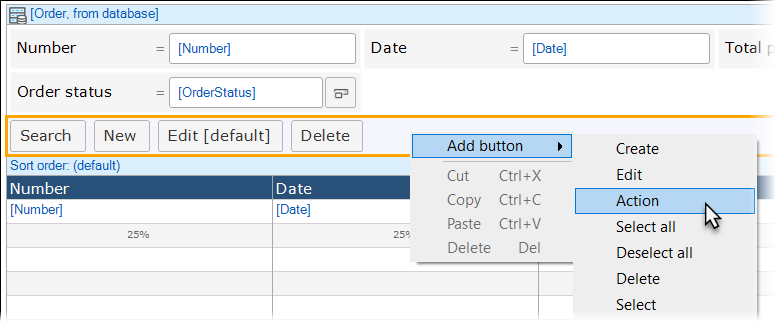 [Order, from database]
Number = [Number] Date = [Date] Total
Order status = [OrderStatus]
Search New Edit [default] Delete
Add button
Cut Ctrl+X
Copy Ctrl+C
Paste Ctrl+V
Delete Del
Create
Edit
Action
Select all
Deselect all
Delete
Select
Sort order: (default)
Number Date
[Number] [Date]
25% 25%